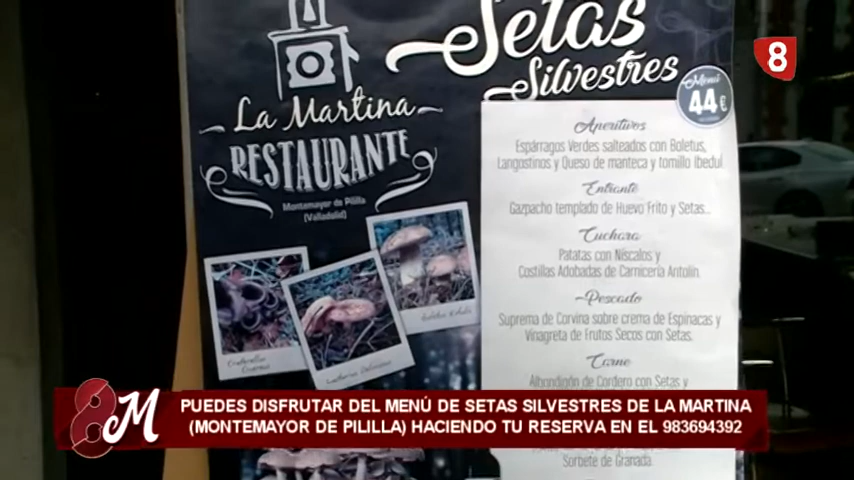 8
La Martina
RESTAURANTE
Montemayor de Pililla
(Valladolid)
Setas
Silvestres
Menú
44€
Aperitivos
Espárragos Verdes salteados con Boletus,
Langostinos y Queso de manteca y tomillo ibedul
Entrante
Gazpacho templado de Huevo Frito y Setas...
Cuchara
Patatas con Níscalos y
Costillas Adobadas de Carnicería Antolín.
Pescado
Suprema de Corvina sobre crema de Espinacas y
Vinagreta de Frutos Secos con Setas.
Carne
Albondigón de Cordero con Setas y
Sorbete de Granada
Lactarius Deliciosus
Boletus Edulis
8M
PUEDES DISFRUTAR DEL MENÚ DE SETAS SILVESTRES DE LA MARTINA
(MONTEMAYOR DE PILILLA) HACIENDO TU RESERVA EN EL 983694392